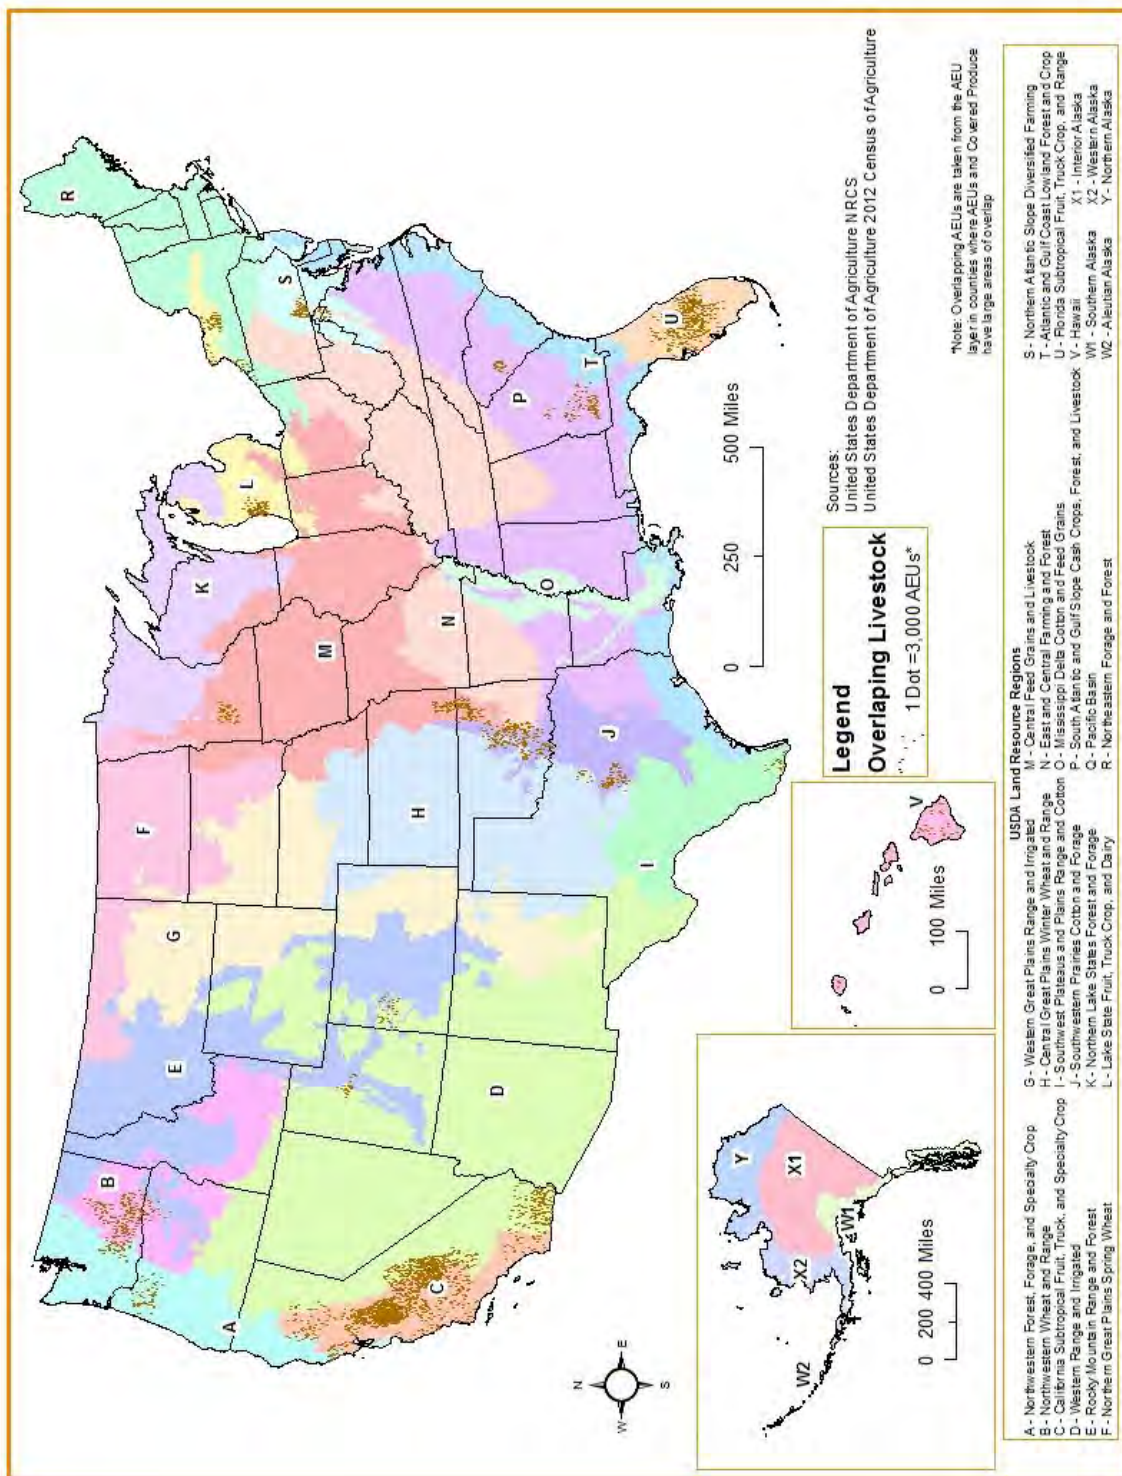 R
S
K
L
F
M
G
E
B
A
H
N
O
P
T
U
J
I
D
C
N
W
E
S
0
250
500 Miles
Sources:
United States Department of Agriculture NRCS
United States Department of Agriculture 2012 Census of Agriculture
Legend
Overlaping Livestock
1 Dot =3,000 AEUs*
*Note: Overlapping AEUs are taken from the AEU
layer in counties where AEUs and Covered Produce
have large areas of overlap
Y
X1
X2
W1
W2
0 200 400 Miles
V
0 100 Miles
USDA Land Resource Regions
A - Northwestern Forest, Forage, and Specialty Crop
B - Northwestern Wheat and Range
C - California Subtropical Fruit, Truck, and Specialty Crop
D - Western Range and Irrigated
E - Rocky Mountain Range and Forest
F - Northern Great Plains Spring Wheat
G - Western Great Plains Range and Irrigated
H - Central Great Plains Winter Wheat and Range
I - Southwest Plateaus and Plains Range and Cotton
J - Southwestern Prairies Cotton and Forage
K - Northern Lake States Forest and Forage
L - Lake State Fruit, Truck Crop, and Dairy
M - Central Feed Grains and Livestock
N - East and Central Farming and Forest
O - Mississippi Delta Cotton and Feed Grains
P - South Atlantic and Gulf Slope Cash Crops, Forest, and Livestock
Q - Pacific Basin
R - Northeastern Forage and Forest
S - Northern Atlantic Slope Diversified Farming
T - Atlantic and Gulf Coast Lowland Forest and Crop
U - Florida Subtropical Fruit, Truck Crop, and Range
V - Hawaii
W1 - Southern Alaska
W2 - Aleutian Alaska
X1 - Interior Alaska
X2 - Western Alaska
Y - Northern Alaska